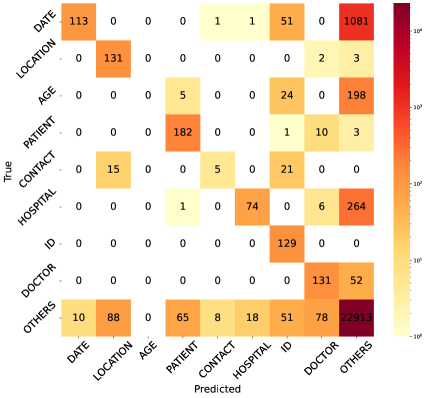 DATE 113 0 0 0 1 1 51 0 1081
LOCATION 0 131 0 0 0 0 0 2 3
AGE 0 0 0 5 0 0 24 0 198
PATIENT 0 0 0 182 0 0 1 10 3
CONTACT 0 15 0 0 5 0 21 0 0
HOSPITAL 0 0 0 1 0 74 0 6 264
ID 0 0 0 0 0 0 129 0 0
DOCTOR 0 0 0 0 0 0 0 131 52
OTHERS 10 88 0 65 8 18 51 78 22913
DATE LOCATION AGE PATIENT CONTACT HOSPITAL ID DOCTOR OTHERS
Predicted
True
10⁴
10³
10²
10¹
10⁰